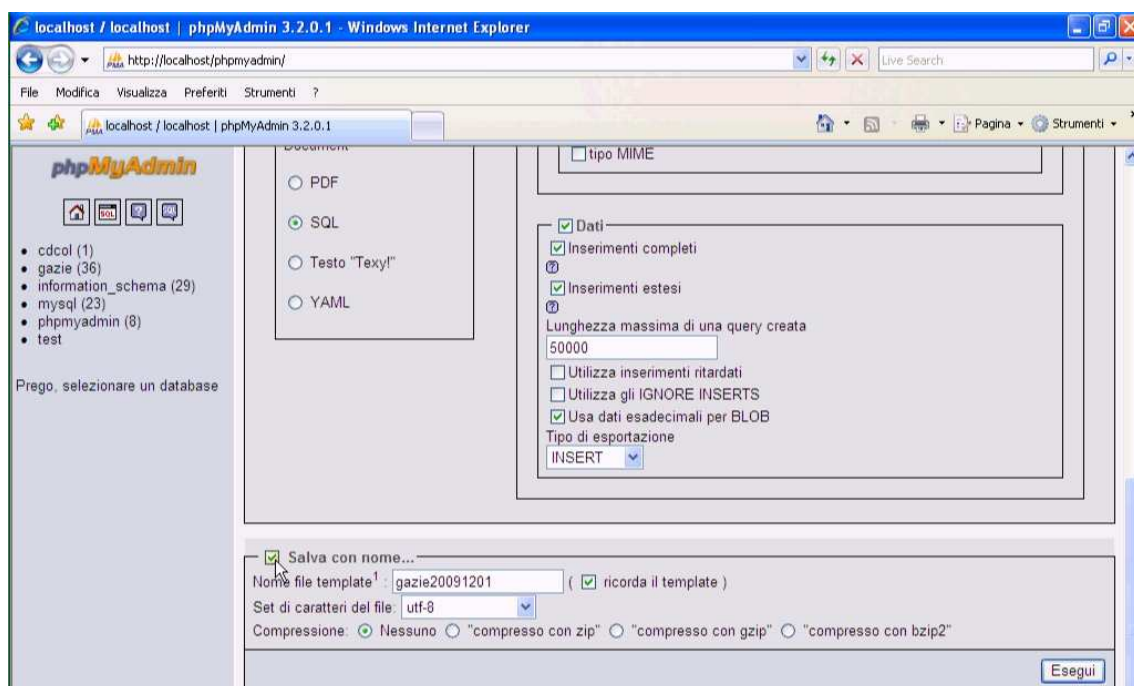 localhost / localhost | phpMyAdmin 3.2.0.1 - Windows Internet Explorer
http://localhost/phpmyadmin/
Live Search
File Modifica Visualizza Preferiti Strumenti ?
localhost / localhost | phpMyAdmin 3.2.0.1
Pagina Strumenti
phpMyAdmin
SQL
cdcol (1)
gazie (36)
information_schema (29)
mysql (23)
phpmyadmin (8)
test
Prego, selezionare un database
Document
PDF
SQL
Testo "Texy!"
YAML
tipo MIME
Dati
Inserimenti completi
Inserimenti estesi
Lunghezza massima di una query creata
50000
Utilizza inserimenti ritardati
Utilizza gli IGNORE INSERTS
Usa dati esadecimali per BLOB
Tipo di esportazione
INSERT
Salva con nome...
Nome file template¹ : gazie20091201 ( ricorda il template )
Set di caratteri del file: utf-8
Compressione: Nessuno "compresso con zip" "compresso con gzip" "compresso con bzip2"
Esegui